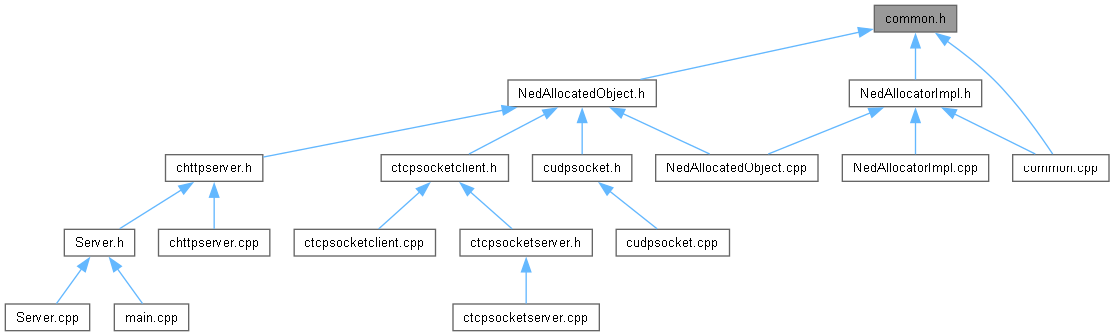 common.h
NedAllocatedObject.h
NedAllocatorImpl.h
chttpserver.h
ctcpsocketclient.h
cudpsocket.h
NedAllocatedObject.cpp
NedAllocatorImpl.cpp
common.cpp
Server.h
chttpserver.cpp
ctcpsocketclient.cpp
ctcpsocketserver.h
cudpsocket.cpp
Server.cpp
main.cpp
ctcpsocketserver.cpp